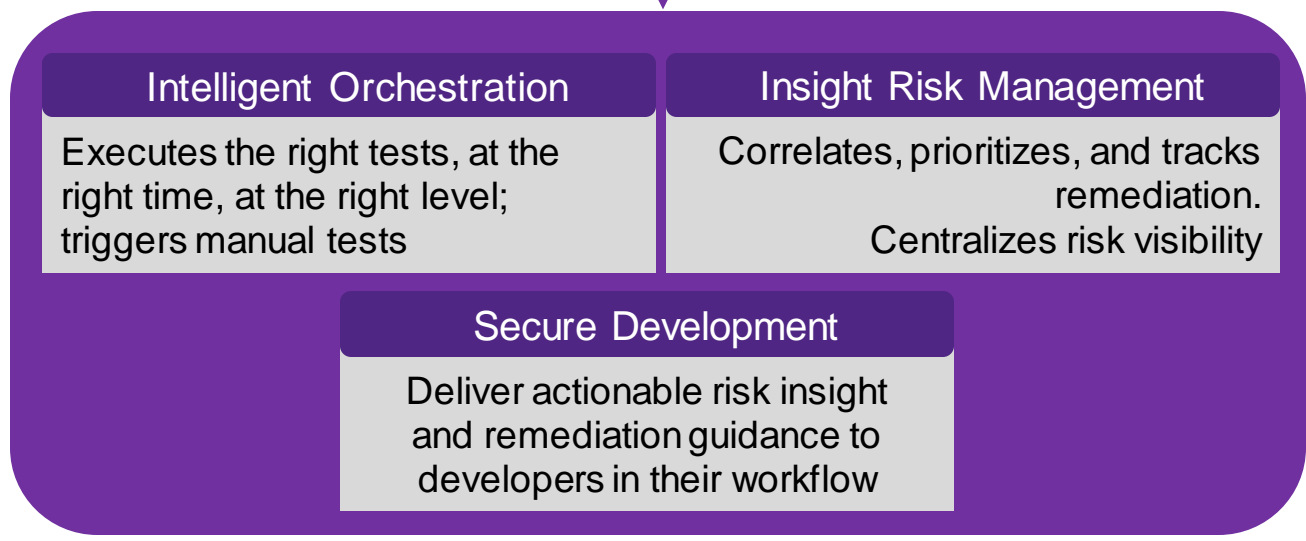 Intelligent Orchestration
Executes the right tests, at the
right time, at the right level;
triggers manual tests
Insight Risk Management
Correlates, prioritizes, and tracks
remediation.
Centralizes risk visibility
Secure Development
Deliver actionable risk insight
and remediation guidance to
developers in their workflow